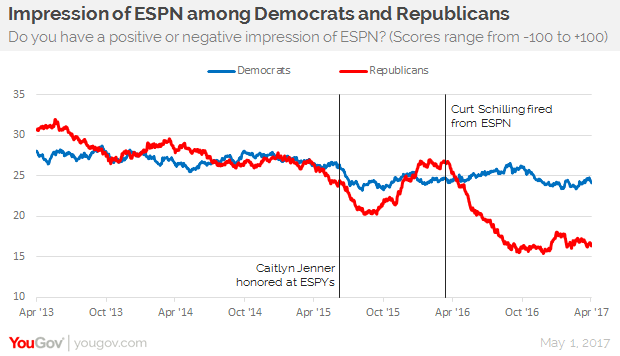 Impression of ESPN among Democrats and Republicans
Do you have a positive or negative impression of ESPN? (Scores range from -100 to +100)
Democrats Republicans
35
30
25
20
15
10
Curt Schilling fired
from ESPN
Caitlyn Jenner
honored at ESPYs
Apr '13 Oct '13 Apr '14 Oct '14 Apr '15 Oct '15 Apr '16 Oct '16 Apr '17
YouGov | yougov.com May 1, 2017